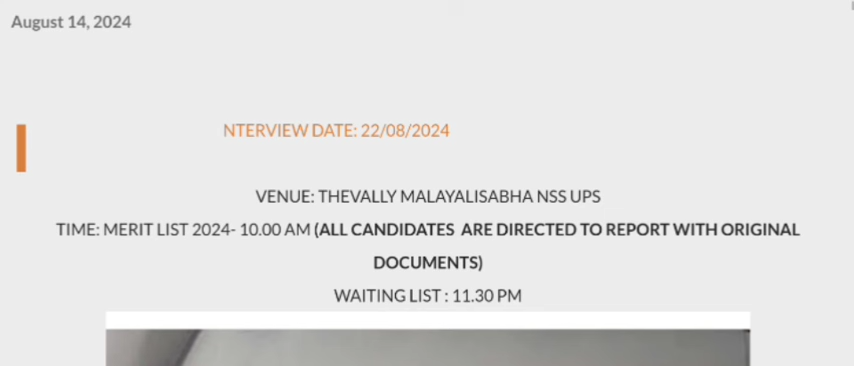 August 14, 2024
INTERVIEW DATE: 22/08/2024
VENUE: THEVALLY MALAYALISABHA NSS UPS
TIME: MERIT LIST 2024- 10.00 AM (ALL CANDIDATES ARE DIRECTED TO REPORT WITH ORIGINAL
DOCUMENTS)
WAITING LIST : 11.30 PM